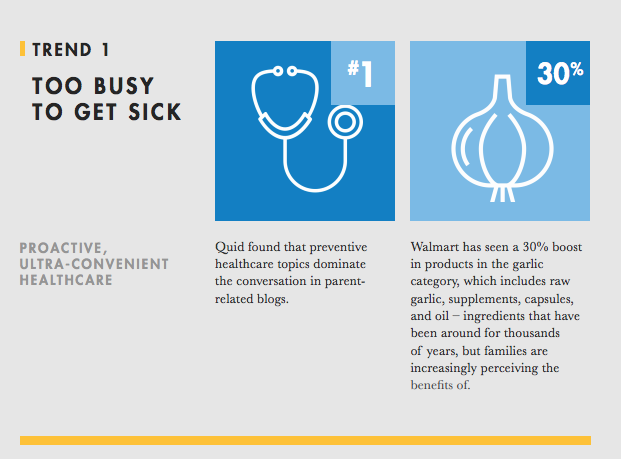 TREND 1
TOO BUSY
TO GET SICK
PROACTIVE,
ULTRA-CONVENIENT
HEALTHCARE
#1
Quid found that preventive
healthcare topics dominate
the conversation in parent-
related blogs.
30%
Walmart has seen a 30% boost
in products in the garlic
category, which includes raw
garlic, supplements, capsules,
and oil – ingredients that have
been around for thousands
of years, but families are
increasingly perceiving the
benefits of.